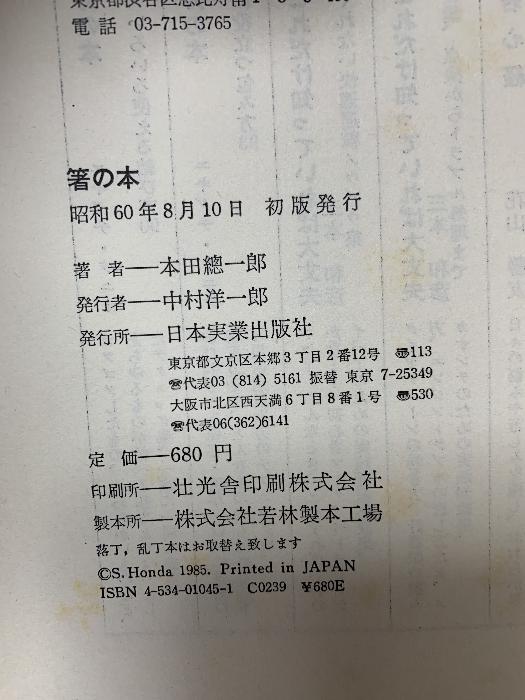 電話 03-715-3765
箸の本
昭和60年8月10日 初版発行
著 者──本田總一郎
発行者──中村洋一郎
発行所──日本実業出版社
東京都文京区本郷3丁目2番12号 〠113
☎代表03 (814) 5161 振替 東京 7-25349
大阪市北区西天満6丁目8番1号 〠530
☎代表06(362)6141
定 価──680 円
印刷所──壮光舎印刷株式会社
製本所──株式会社若林製本工場
落丁，乱丁本はお取替え致します
©S. Honda 1985. Printed in JAPAN
ISBN 4-534-01045-1 C0239 ¥680E